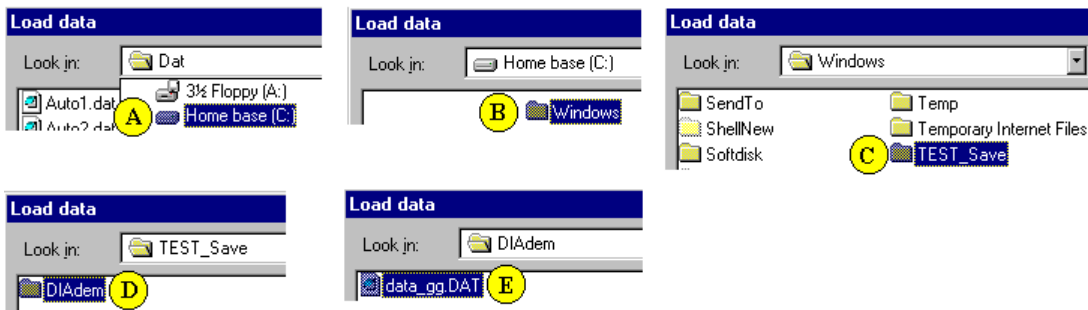 Load data
Look in: Dat
3½ Floppy (A:)
Auto1.dat
A Home base (C:
Auto2.dat
Load data
Look in: Home base (C:)
B Windows
Load data
Look in: Windows
SendTo Temp
ShellNew Temporary Internet Files
Softdisk C TEST_Save
Load data
Look in: TEST_Save
DIAdem D
Load data
Look in: DIAdem
data_gg.DAT E